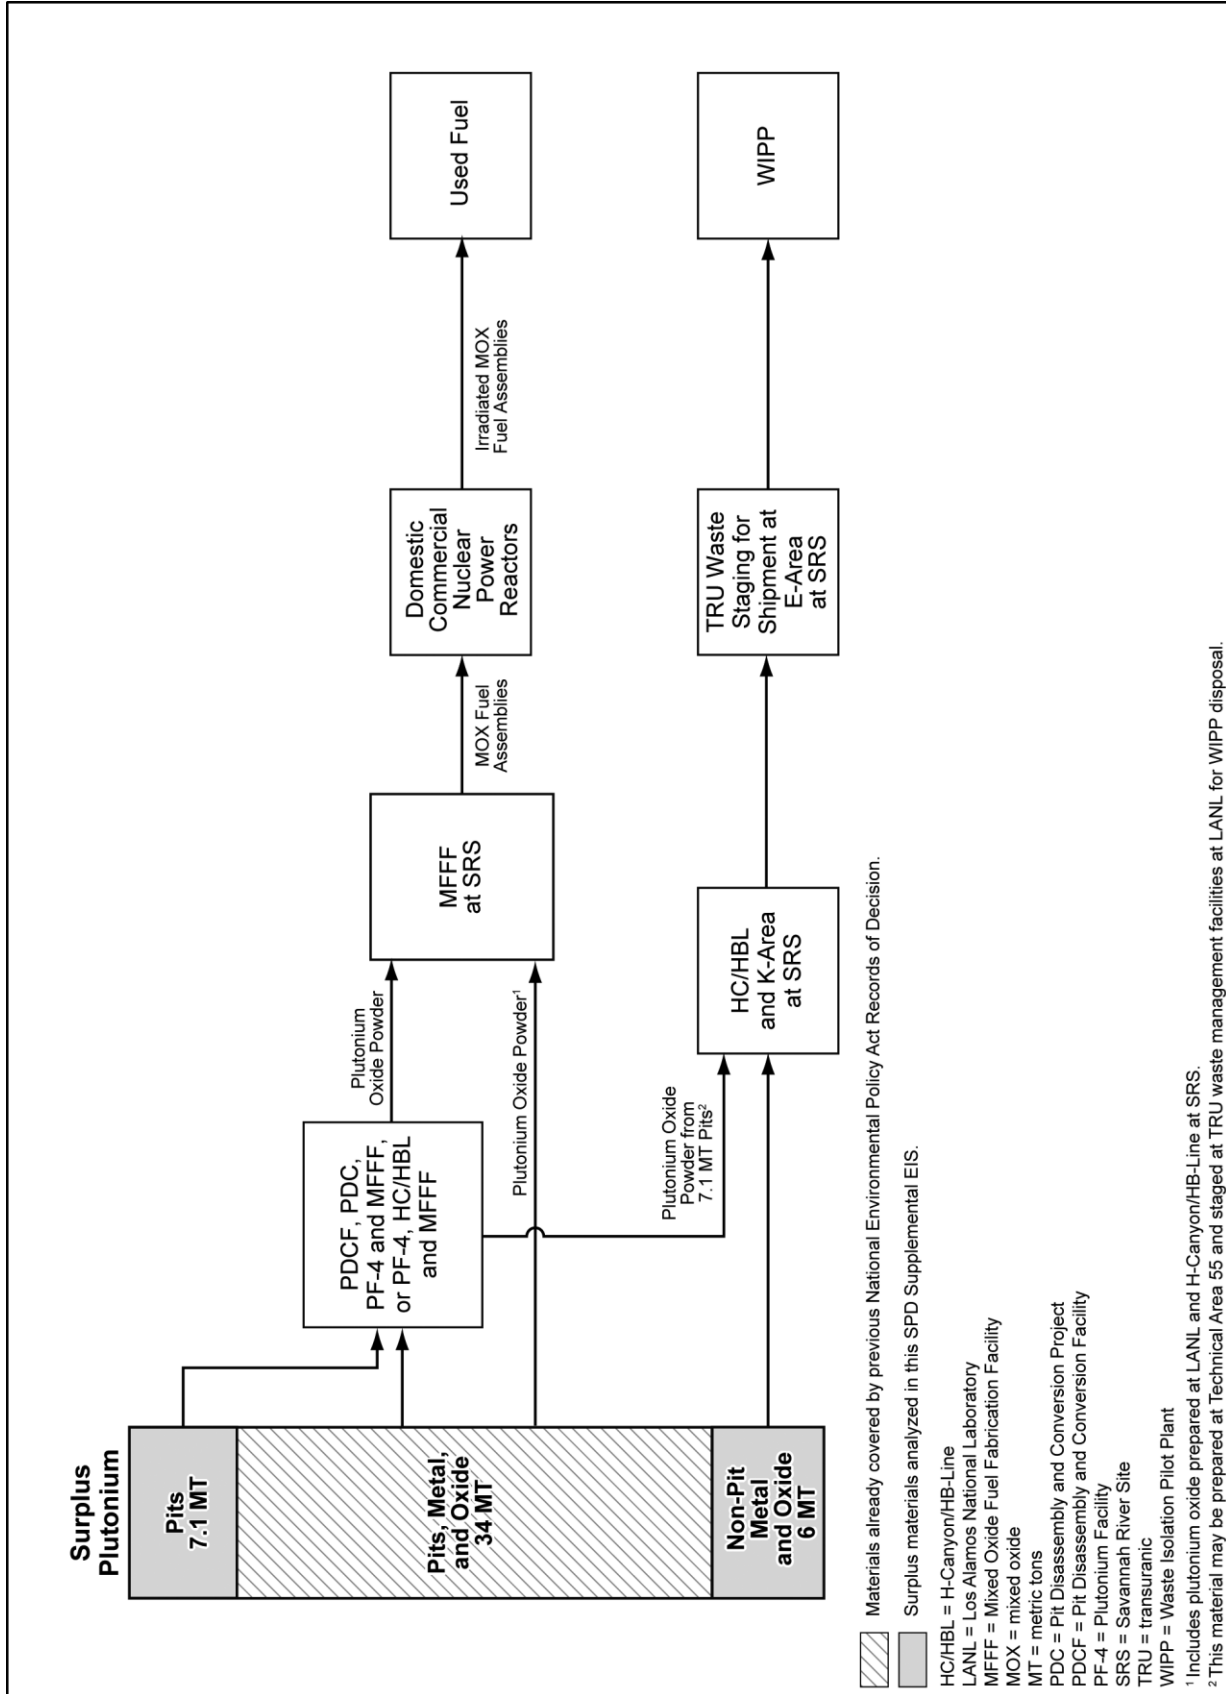 Surplus
Plutonium
Pits
7.1 MT
Pits, Metal,
and Oxide
34 MT
Non-Pit
Metal
and Oxide
6 MT
PDCF, PDC,
PF-4 and MFFF,
or PF-4, HC/HBL
and MFFF
Plutonium
Oxide Powder
Plutonium Oxide Powder¹
Plutonium Oxide
Powder from
7.1 MT Pits²
MFFF
at SRS
HC/HBL
and K-Area
at SRS
MOX Fuel
Assemblies
Domestic
Commercial
Nuclear
Power
Reactors
TRU Waste
Staging for
Shipment at
E-Area
at SRS
Irradiated MOX
Fuel Assemblies
Used Fuel
WIPP
Materials already covered by previous National Environmental Policy Act Records of Decision.
Surplus materials analyzed in this SPD Supplemental EIS.
HC/HBL = H-Canyon/HB-Line
LANL = Los Alamos National Laboratory
MFFF = Mixed Oxide Fuel Fabrication Facility
MOX = mixed oxide
MT = metric tons
PDC = Pit Disassembly and Conversion Project
PDCF = Pit Disassembly and Conversion Facility
PF-4 = Plutonium Facility
SRS = Savannah River Site
TRU = transuranic
WIPP = Waste Isolation Pilot Plant
¹ Includes plutonium oxide prepared at LANL and H-Canyon/HB-Line at SRS.
² This material may be prepared at Technical Area 55 and staged at TRU waste management facilities at LANL for WIPP disposal.